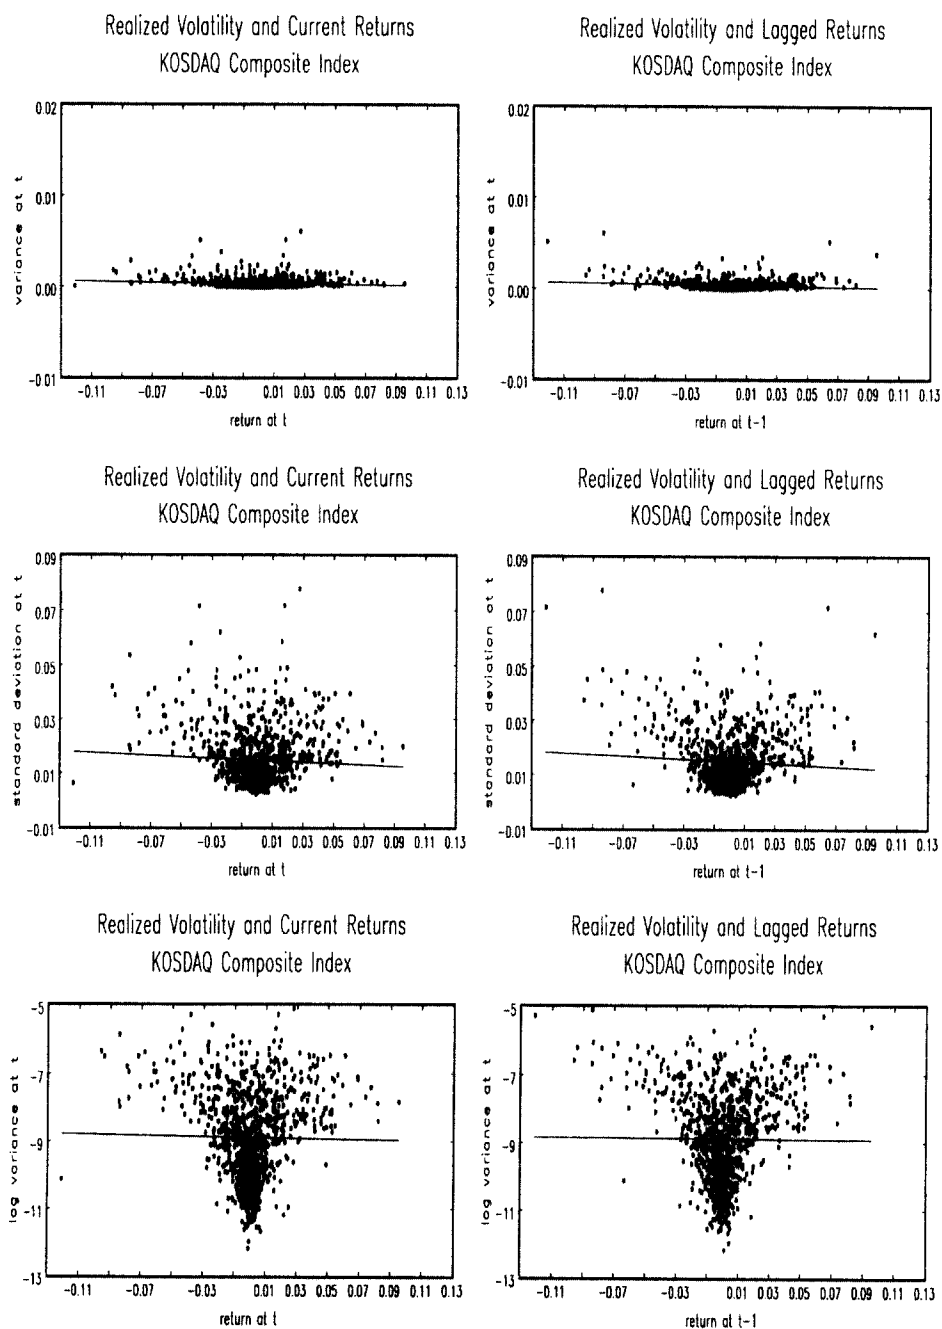 Realized Volatility and Current Returns
KOSDAQ Composite Index
variance at t
0.02
0.01
0.00
-0.01
-0.11 -0.07 -0.03 0.01 0.03 0.05 0.07 0.09 0.11 0.13
return at t
Realized Volatility and Lagged Returns
KOSDAQ Composite Index
variance at t
0.02
0.01
0.00
-0.01
-0.11 -0.07 -0.03 0.01 0.03 0.05 0.07 0.09 0.11 0.13
return at t-1
Realized Volatility and Current Returns
KOSDAQ Composite Index
standard deviation at t
0.09
0.07
0.05
0.03
0.01
-0.01
-0.11 -0.07 -0.03 0.01 0.03 0.05 0.07 0.09 0.11 0.13
return at t
Realized Volatility and Lagged Returns
KOSDAQ Composite Index
standard deviation at t
0.09
0.07
0.05
0.03
0.01
-0.01
-0.11 -0.07 -0.03 0.01 0.03 0.05 0.07 0.09 0.11 0.13
return at t-1
Realized Volatility and Current Returns
KOSDAQ Composite Index
log variance at t
-5
-7
-9
-11
-13
-0.11 -0.07 -0.03 0.01 0.03 0.05 0.07 0.09 0.11 0.13
return at t
Realized Volatility and Lagged Returns
KOSDAQ Composite Index
log variance at t
-5
-7
-9
-11
-13
-0.11 -0.07 -0.03 0.01 0.03 0.05 0.07 0.09 0.11 0.13
return at t-1